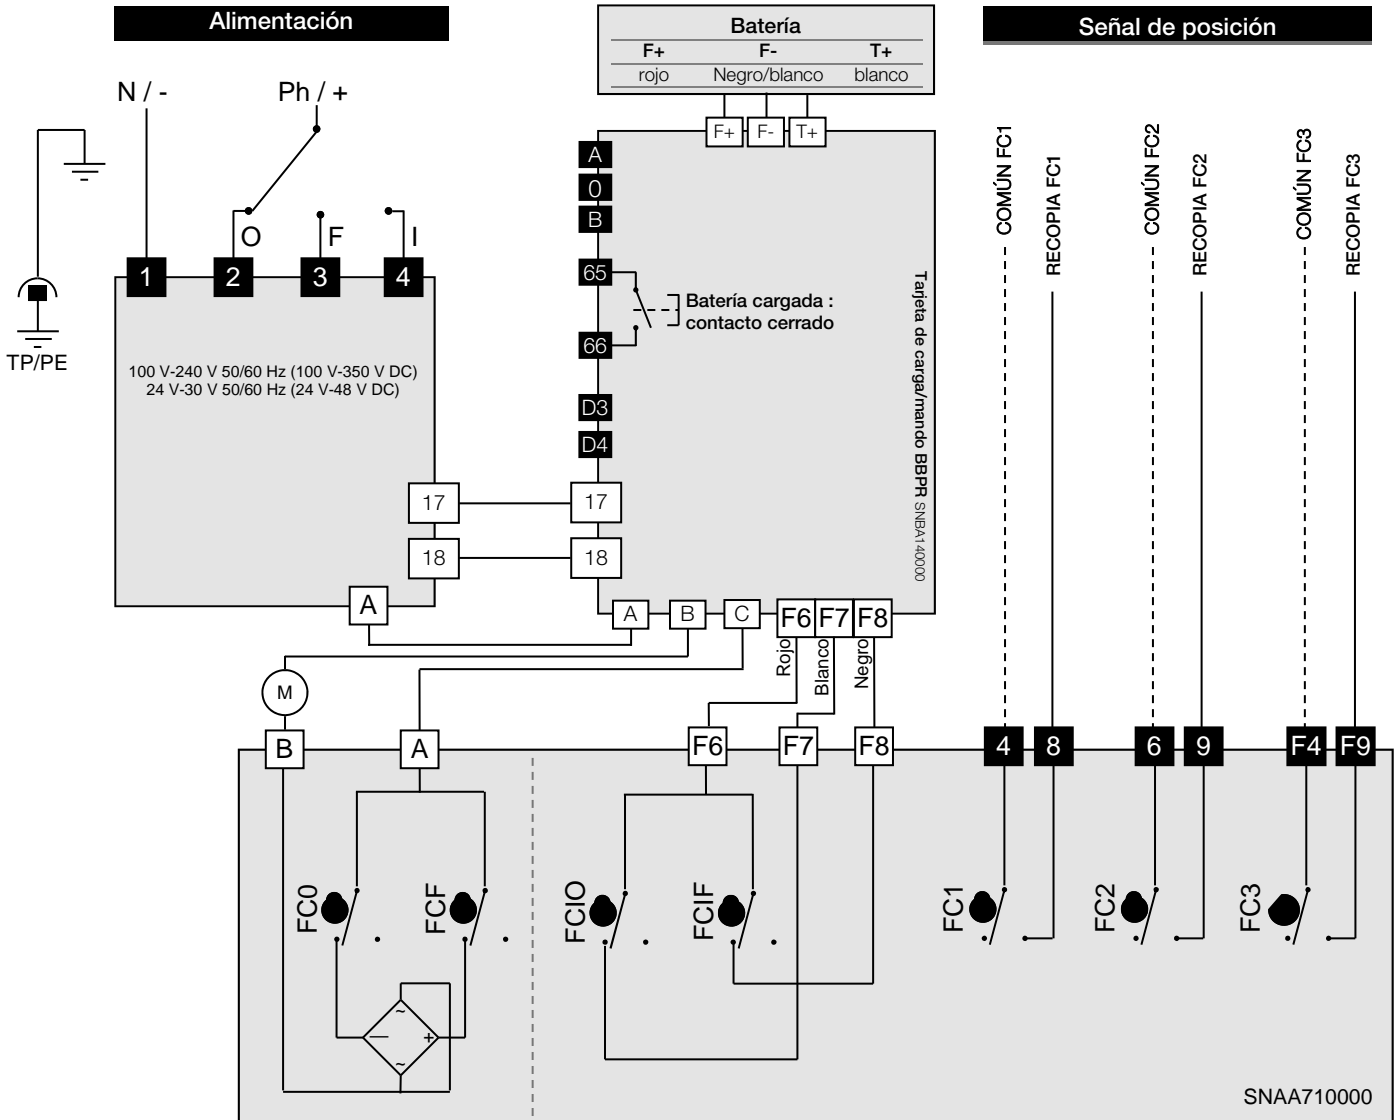 Alimentación
Batería
F+ F- T+
rojo Negro/blanco blanco
Señal de posición
N / -
Ph / +
F+ F- T+
A
0
B
O F I
1 2 3 4
65
Batería cargada :
contacto cerrado
66
TP/PE
100 V-240 V 50/60 Hz (100 V-350 V DC)
24 V-30 V 50/60 Hz (24 V-48 V DC)
D3
D4
17 17
18 18
Tarjeta de carga/mando BBPR SNBA140000
COMÚN FC1
RECOPIA FC1
COMÚN FC2
RECOPIA FC2
COMÚN FC3
RECOPIA FC3
A
A B C F6 F7 F8
Rojo
Blanco
Negro
M
B A F6 F7 F8 4 8 6 9 F4 F9
FC0
FCF
FCIO
FCIF
FC1
FC2
FC3
~
— +
~
SNAA710000